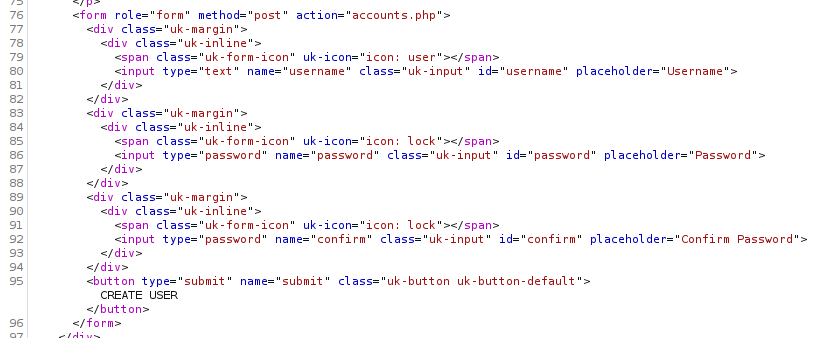 75 </p>
76 <form role="form" method="post" action="accounts.php">
77 <div class="uk-margin">
78 <div class="uk-inline">
79 <span class="uk-form-icon" uk-icon="icon: user"></span>
80 <input type="text" name="username" class="uk-input" id="username" placeholder="Username">
81 </div>
82 </div>
83 <div class="uk-margin">
84 <div class="uk-inline">
85 <span class="uk-form-icon" uk-icon="icon: lock"></span>
86 <input type="password" name="password" class="uk-input" id="password" placeholder="Password">
87 </div>
88 </div>
89 <div class="uk-margin">
90 <div class="uk-inline">
91 <span class="uk-form-icon" uk-icon="icon: lock"></span>
92 <input type="password" name="confirm" class="uk-input" id="confirm" placeholder="Confirm Password">
93 </div>
94 </div>
95 <button type="submit" name="submit" class="uk-button uk-button-default">
CREATE USER
</button>
96 </form>
97 </div>